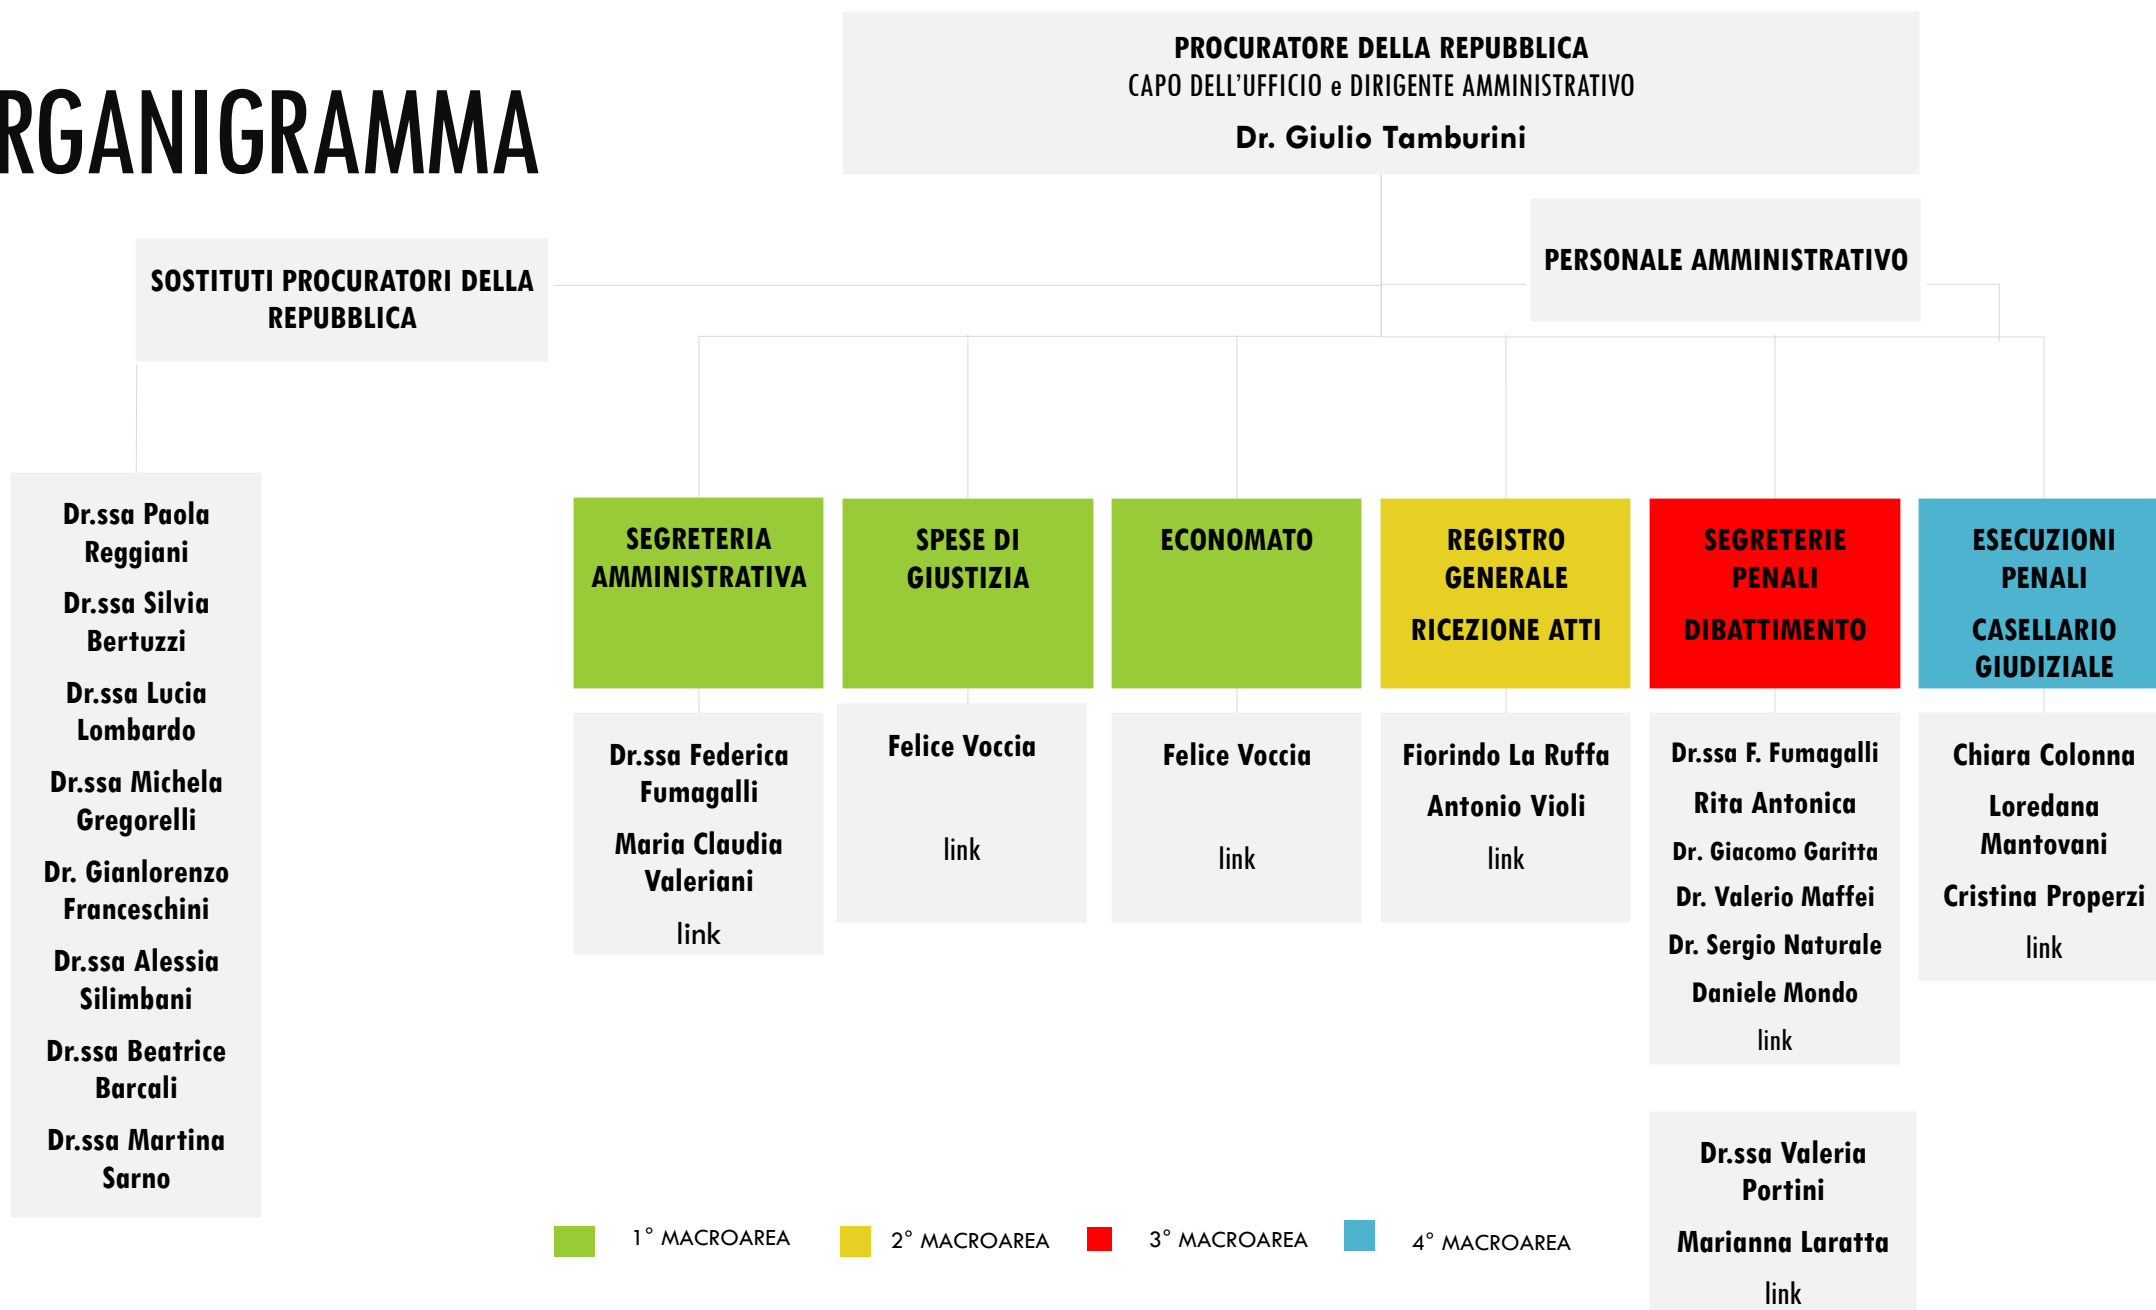 RGANIGRAMMA
PROCURATORE DELLA REPUBBLICA
CAPO DELL'UFFICIO e DIRIGENTE AMMINISTRATIVO
Dr. Giulio Tamburini
SOSTITUTI PROCURATORI DELLA
REPUBBLICA
PERSONALE AMMINISTRATIVO
Dr.ssa Paola
Reggiani
Dr.ssa Silvia
Bertuzzi
Dr.ssa Lucia
Lombardo
Dr.ssa Michela
Gregorelli
Dr. Gianlorenzo
Franceschini
Dr.ssa Alessia
Silimbani
Dr.ssa Beatrice
Barcali
Dr.ssa Martina
Sarno
SEGRETERIA
AMMINISTRATIVA
Dr.ssa Federica
Fumagalli
Maria Claudia
Valeriani
link
SPESE DI
GIUSTIZIA
Felice Voccia
link
ECONOMATO
Felice Voccia
link
REGISTRO
GENERALE
RICEZIONE ATTI
Fiorindo La Ruffa
Antonio Violi
link
SEGRETERIE
PENALI
DIBATTIMENTO
Dr.ssa F. Fumagalli
Rita Antonica
Dr. Giacomo Garitta
Dr. Valerio Maffei
Dr. Sergio Naturale
Daniele Mondo
link
Dr.ssa Valeria
Portini
Marianna Laratta
link
ESECUZIONI
PENALI
CASELLARIO
GIUDIZIALE
Chiara Colonna
Loredana
Mantovani
Cristina Properzi
link
1° MACROAREA
2° MACROAREA
3° MACROAREA
4° MACROAREA